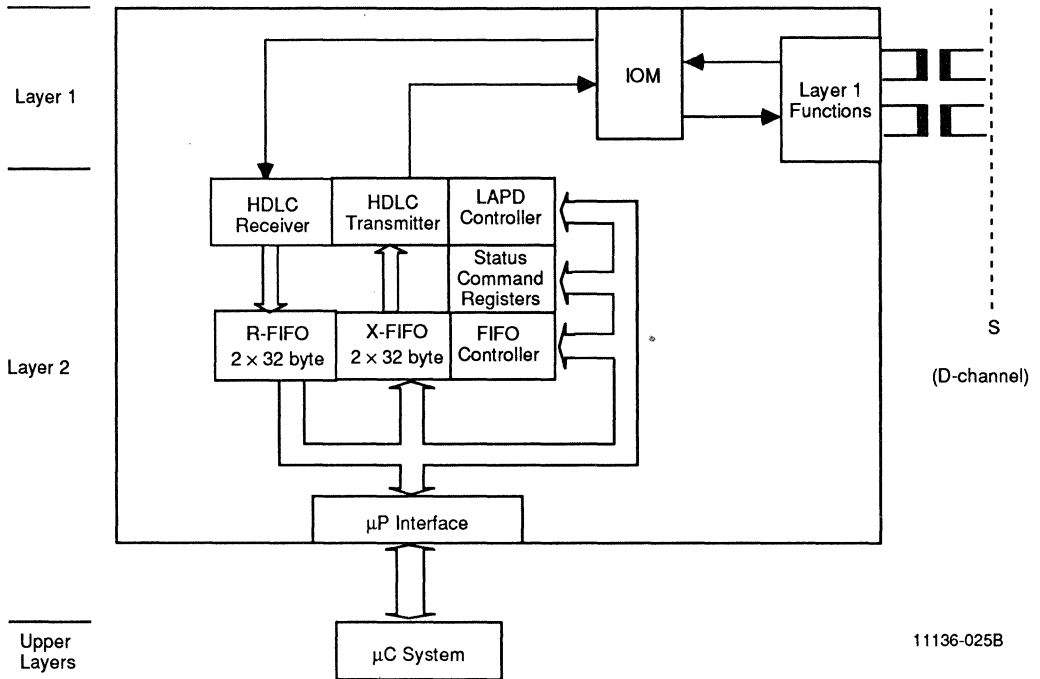 Layer 1
IOM
Layer 1
Functions
HDLC
Receiver
HDLC
Transmitter
LAPD
Controller
Status
Command
Registers
R-FIFO
2 × 32 byte
X-FIFO
2 × 32 byte
FIFO
Controller
S
Layer 2
(D-channel)
µP Interface
Upper
Layers
µC System
11136-025B